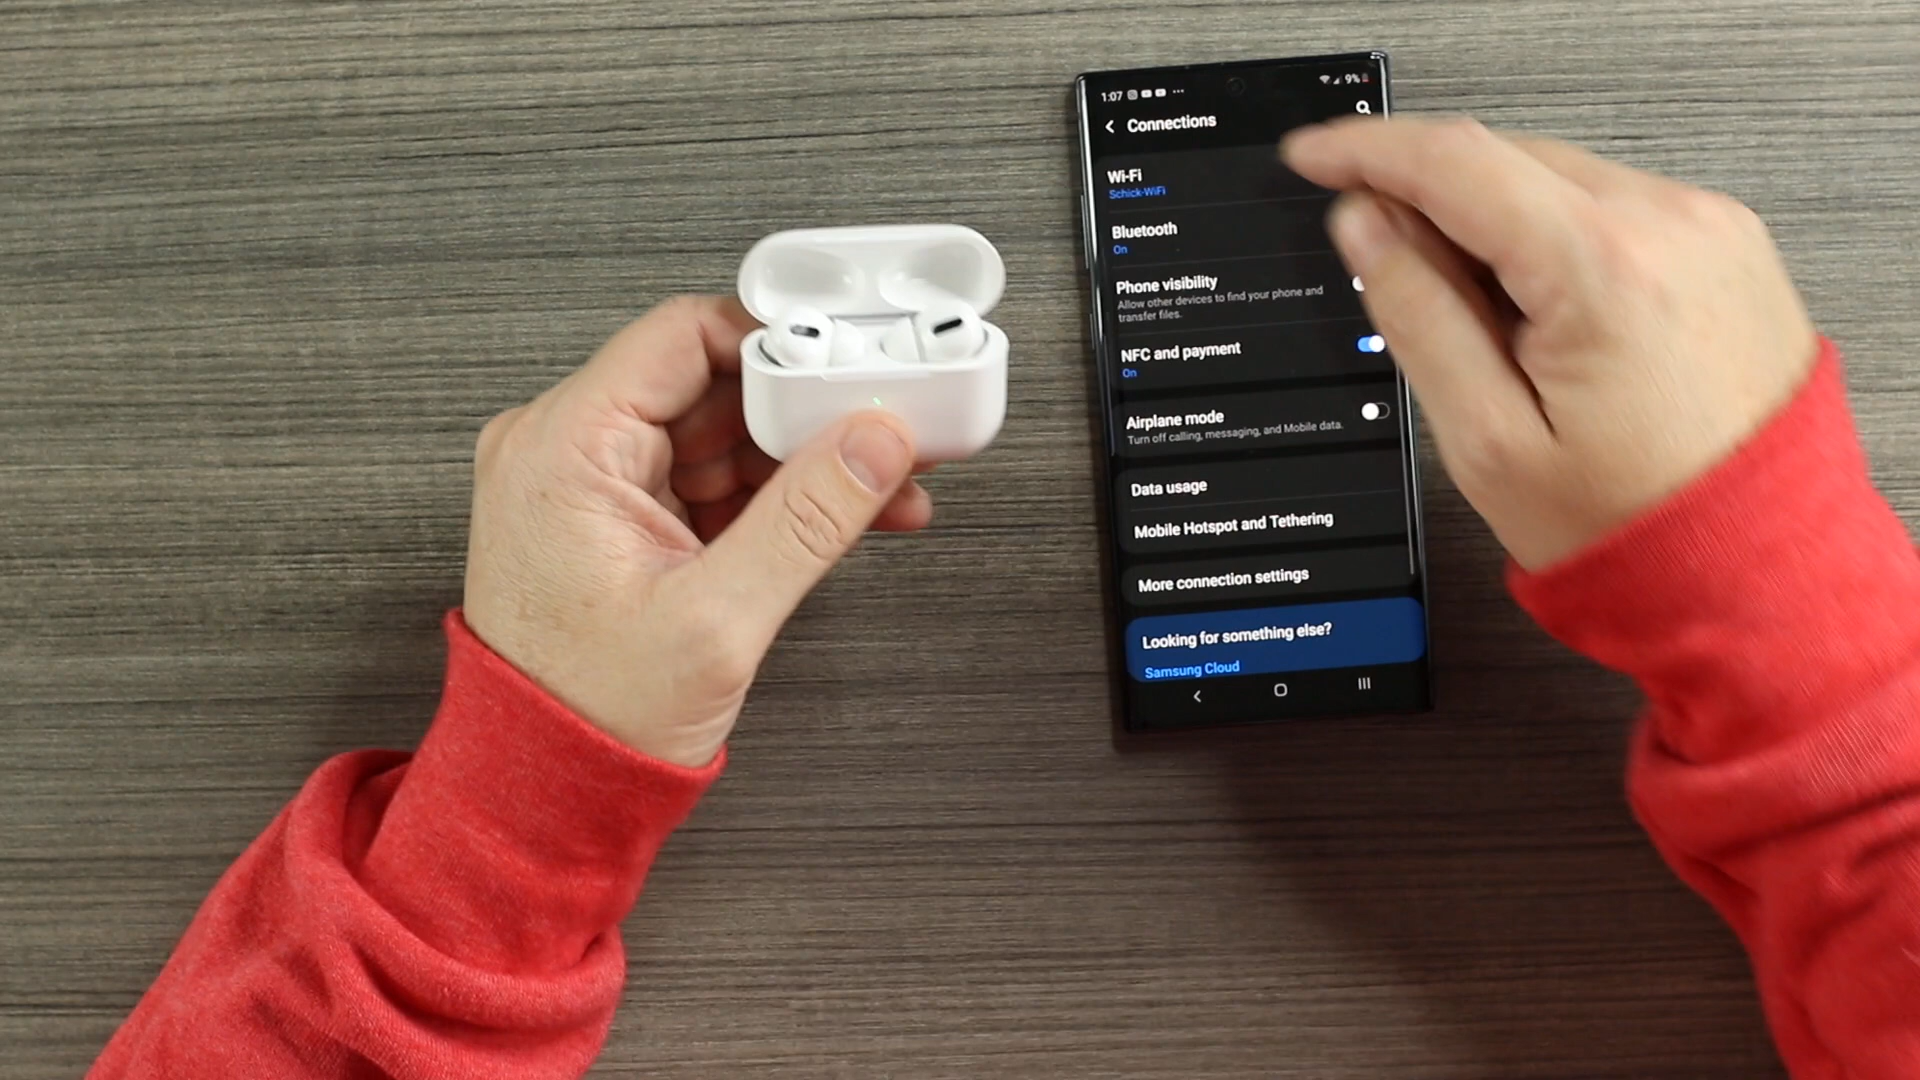 1:07 9%
Connections
Wi-Fi
Schick-WiFi
Bluetooth
On
Phone visibility
Allow other devices to find your phone and
transfer files.
NFC and payment
On
Airplane mode
Turn off calling, messaging, and Mobile data.
Data usage
Mobile Hotspot and Tethering
More connection settings
Looking for something else?
Samsung Cloud